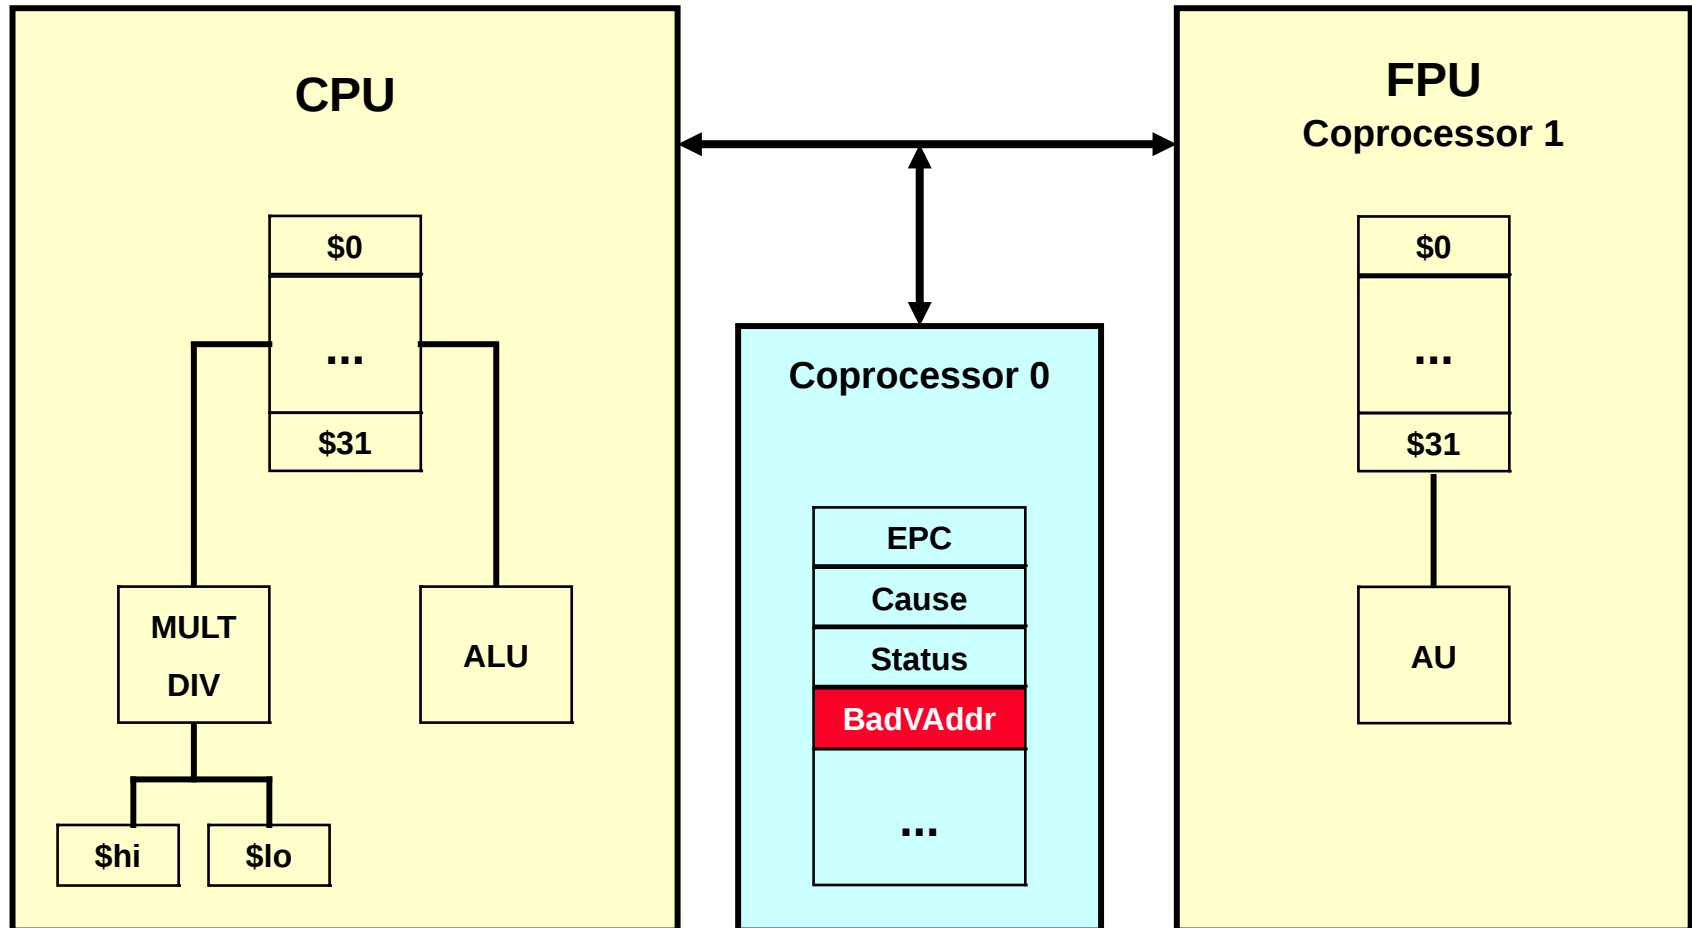 CPU
$0
...
$31
MULT
DIV
ALU
$hi
$lo
Coprocessor 0
EPC
Cause
Status
BadVAddr
...
FPU
Coprocessor 1
$0
...
$31
AU